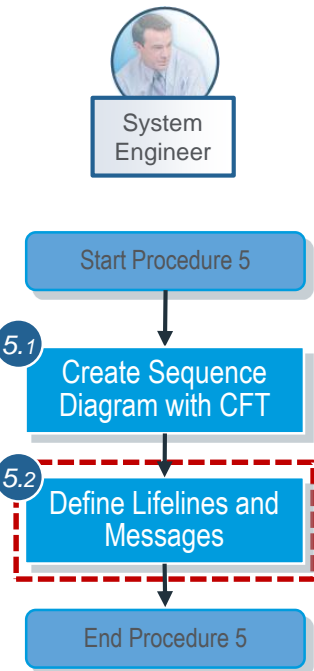 System
Engineer
Start Procedure 5
5.1
Create Sequence
Diagram with CFT
5.2
Define Lifelines and
Messages
End Procedure 5